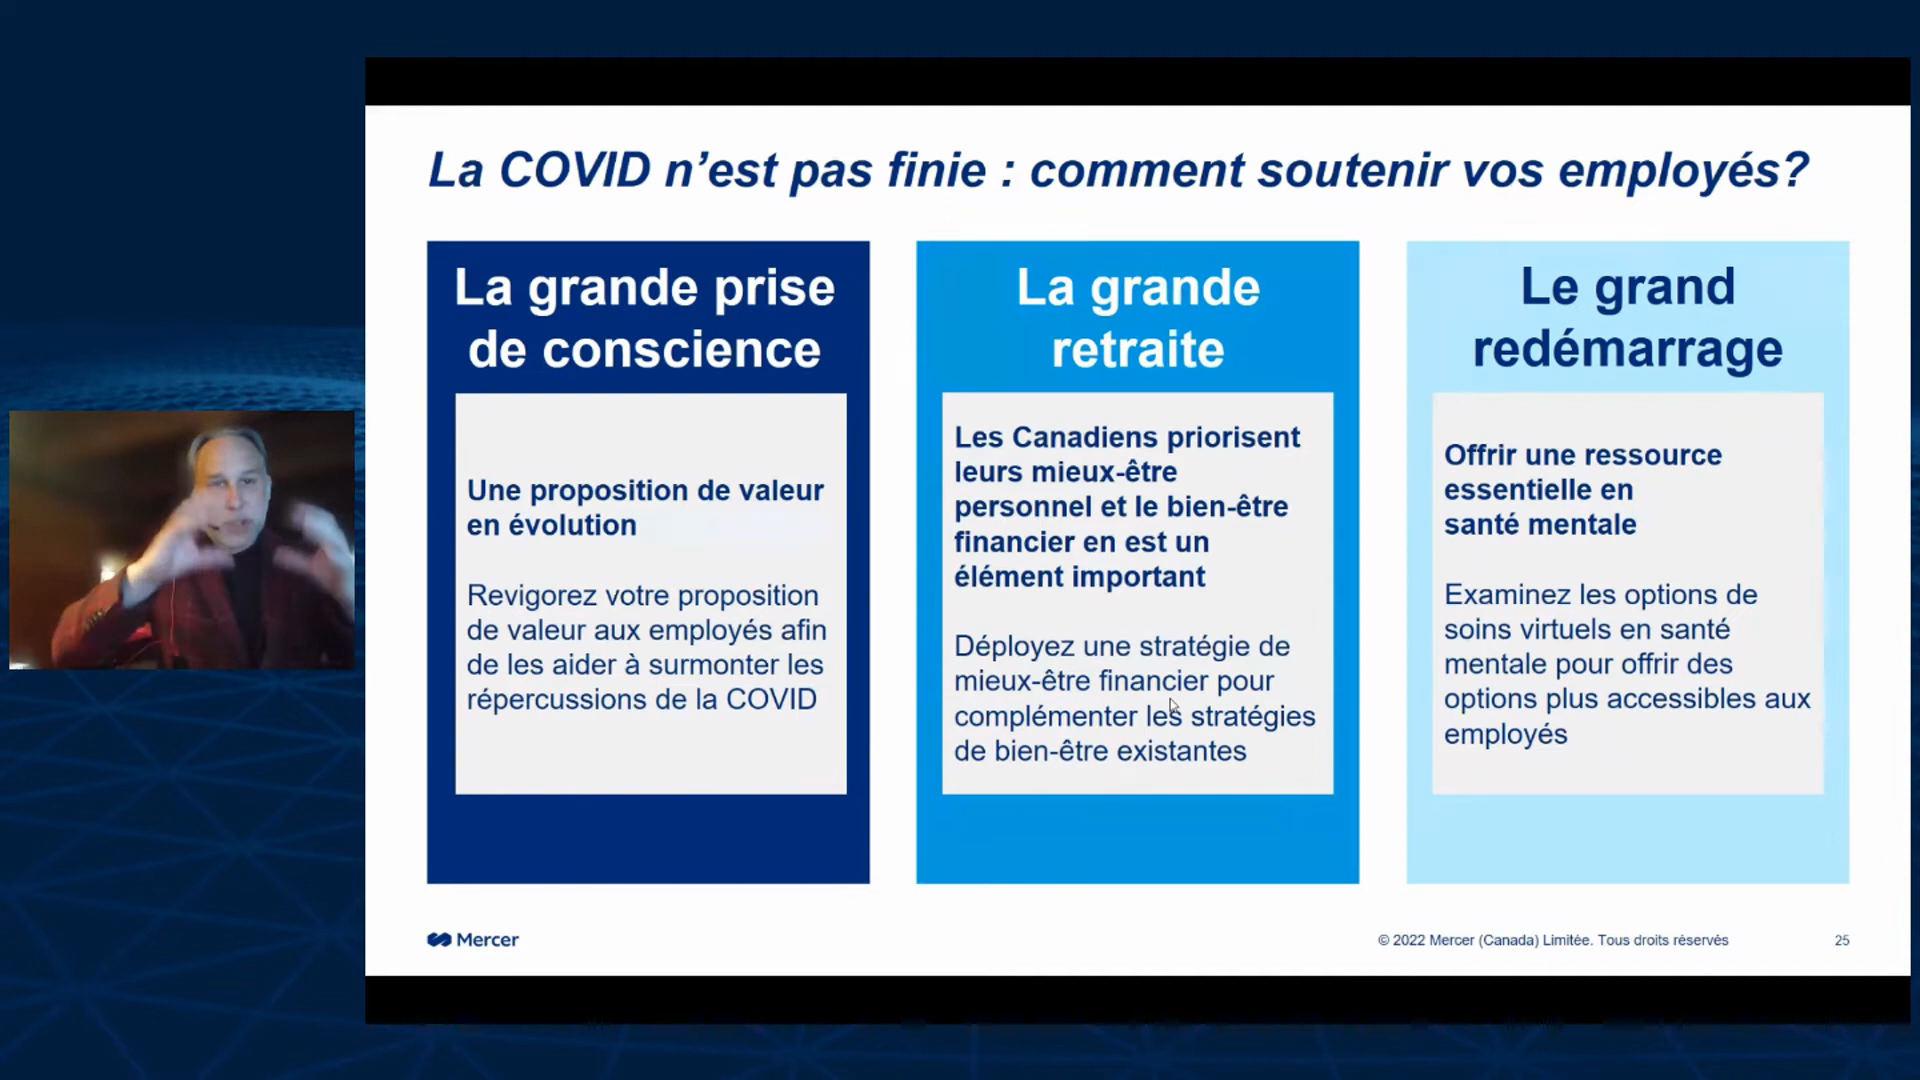 La COVID n’est pas finie : comment soutenir vos employés?
La grande prise
de conscience
Une proposition de valeur
en évolution
Revigorez votre proposition
de valeur aux employés afin
de les aider à surmonter les
répercussions de la COVID
La grande
retraite
Les Canadiens priorisent
leurs mieux-être
personnel et le bien-être
financier en est un
élément important
Déployez une stratégie de
mieux-être financier pour
complémenter les stratégies
de bien-être existantes
Le grand
redémarrage
Offrir une ressource
essentielle en
santé mentale
Examinez les options de
soins virtuels en santé
mentale pour offrir des
options plus accessibles aux
employés
Mercer
© 2022 Mercer (Canada) Limitée. Tous droits réservés
25